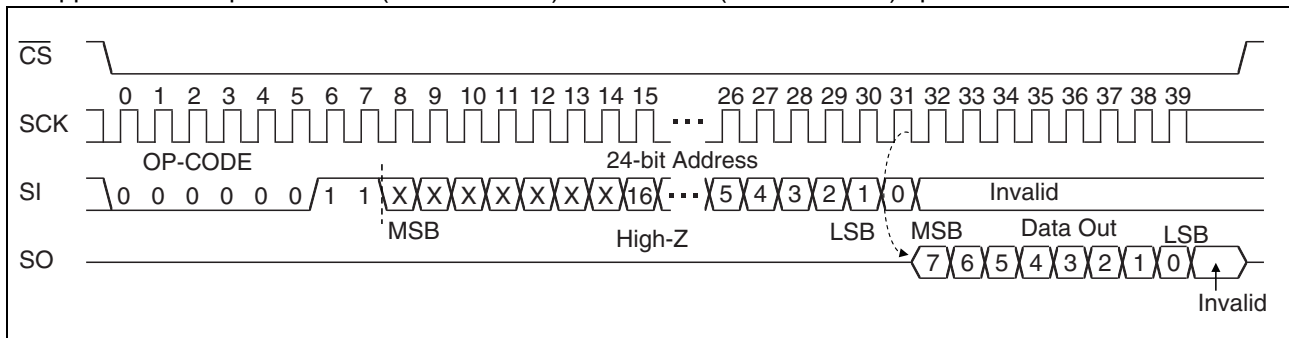 CS
0 1 2 3 4 5 6 7 8 9 10 11 12 13 14 15 26 27 28 29 30 31 32 33 34 35 36 37 38 39
SCK
OP-CODE 24-bit Address
SI 0 0 0 0 0 0 1 1 X X X X X X X 16 5 4 3 2 1 0 Invalid
MSB High-Z LSB MSB Data Out LSB
SO 7 6 5 4 3 2 1 0
Invalid